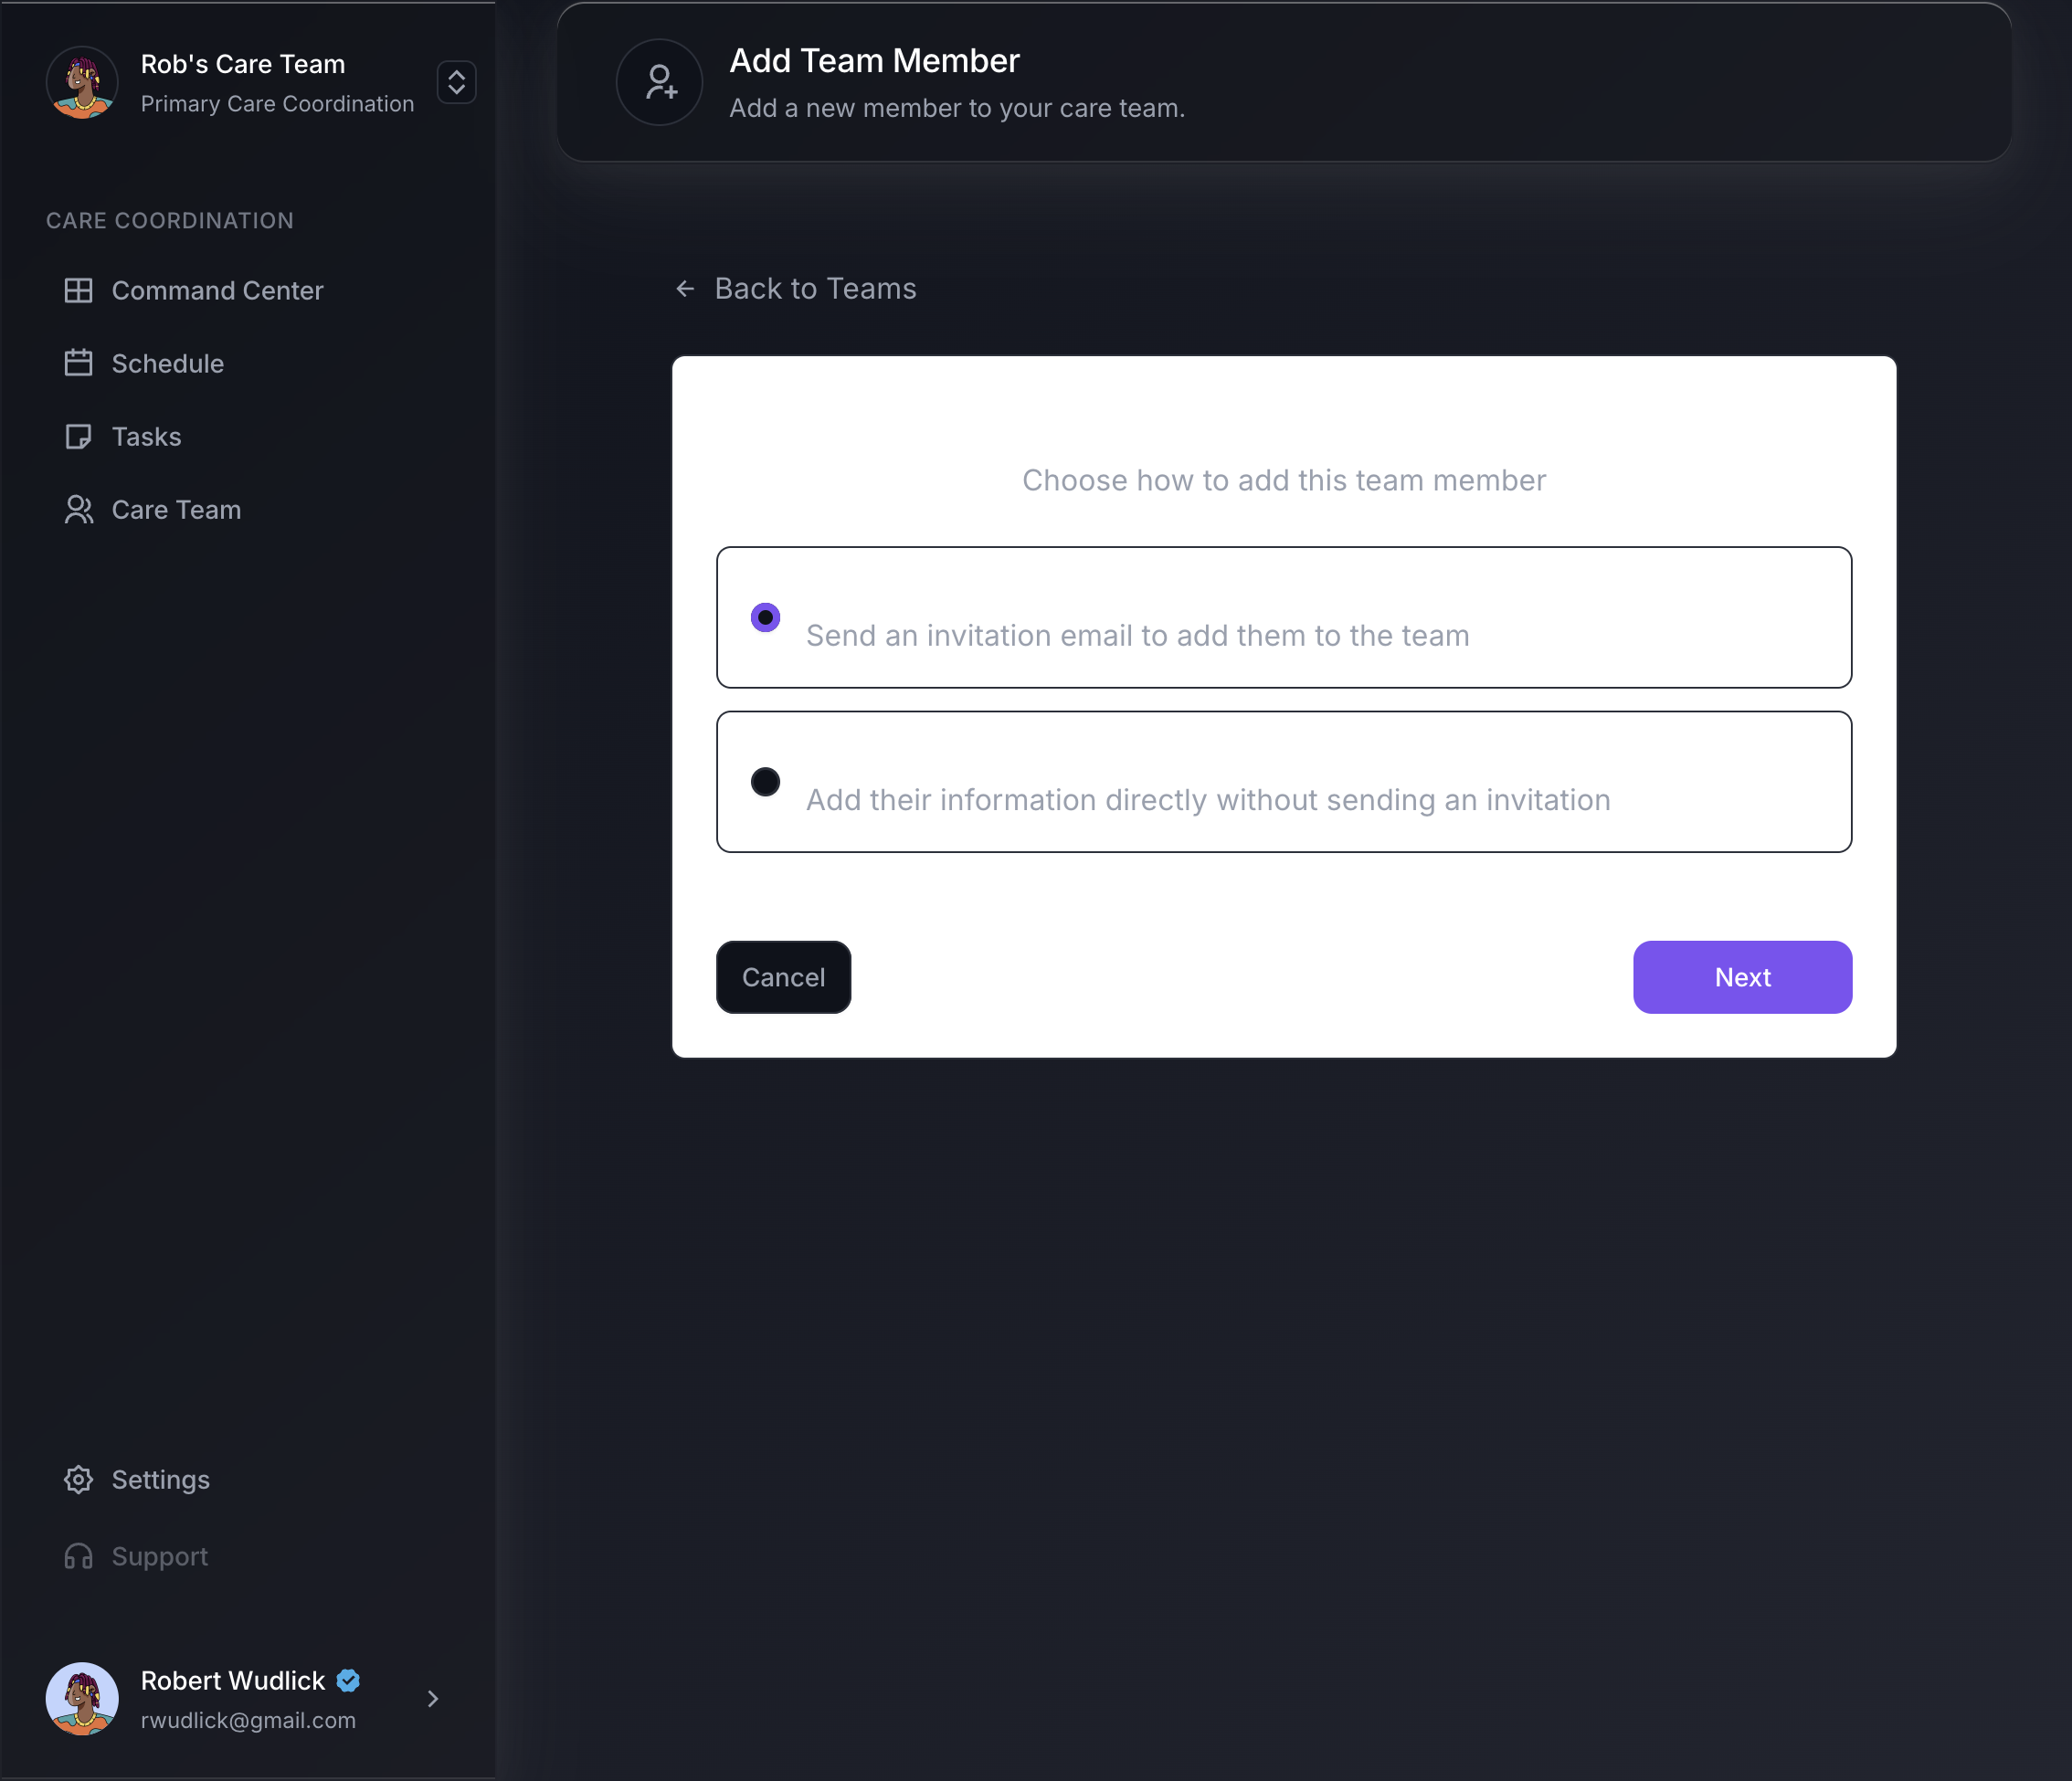 Rob's Care Team
Primary Care Coordination
CARE COORDINATION
Command Center
Schedule
Tasks
Care Team
Settings
Support
Robert Wudlick
rwudlick@gmail.com
Add Team Member
Add a new member to your care team.
Back to Teams
Choose how to add this team member
Send an invitation email to add them to the team
Add their information directly without sending an invitation
Cancel
Next